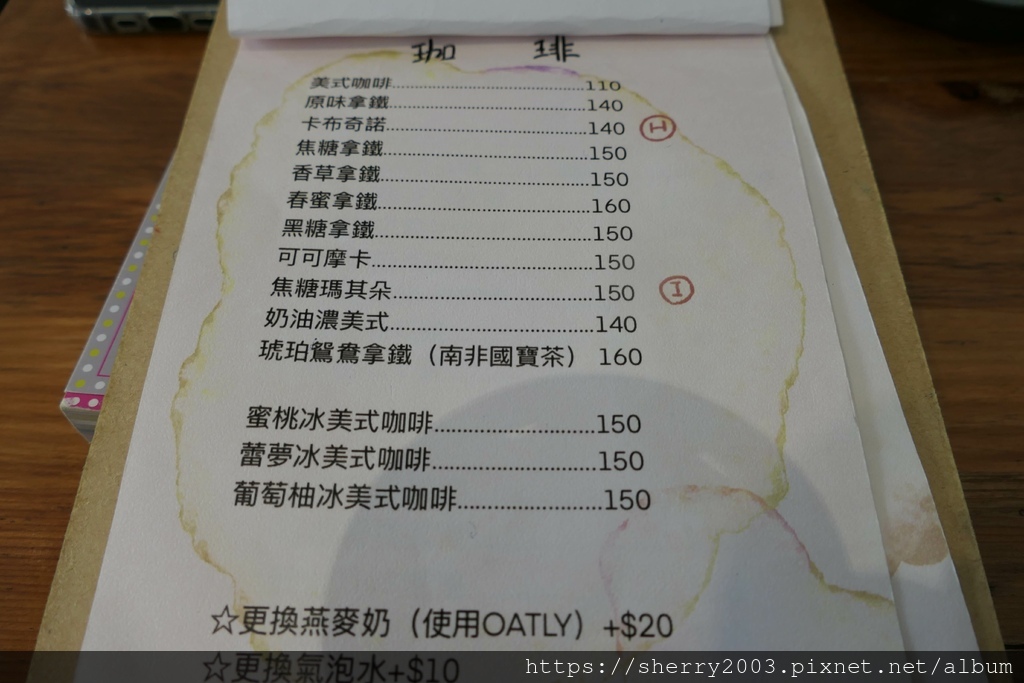 咖 啡
美式咖啡..............................110
原味拿鐵..............................140
卡布奇諾..............................140 H
焦糖拿鐵..............................150
香草拿鐵..............................150
春蜜拿鐵..............................160
黑糖拿鐵..............................150
可可摩卡..............................150
焦糖瑪其朵..............................150 I
奶油濃美式..............................140
琥珀鴛鴦拿鐵（南非國寶茶） 160
蜜桃冰美式咖啡........................150
蕾夢冰美式咖啡........................150
葡萄柚冰美式咖啡.....................150
☆更換燕麥奶（使用OATLY）+$20
☆更換氣泡水+$10
https://sherry2003.pixnet.net/album